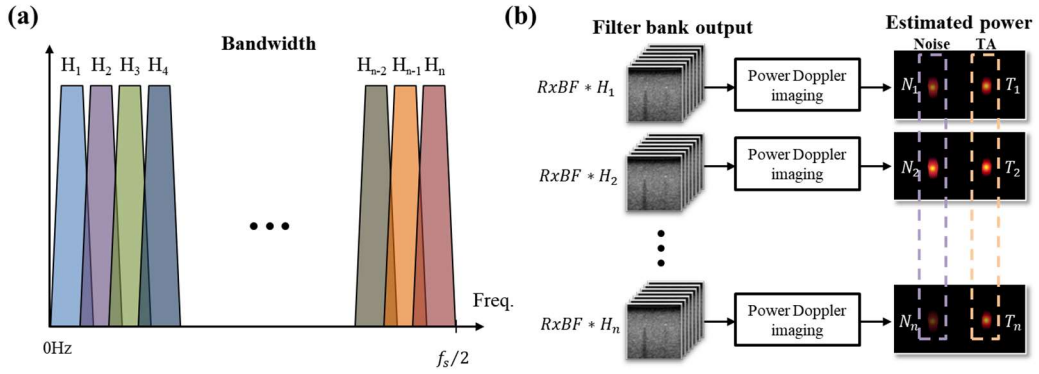 (a)
Bandwidth
H1 H2 H3 H4
Hn-2 Hn-1 Hn
Freq.
0Hz
fs/2
(b)
Filter bank output
Estimated power
Noise TA
RxBF * H1
Power Doppler
imaging
N1 T1
RxBF * H2
Power Doppler
imaging
N2 T2
RxBF * Hn
Power Doppler
imaging
Nn Tn